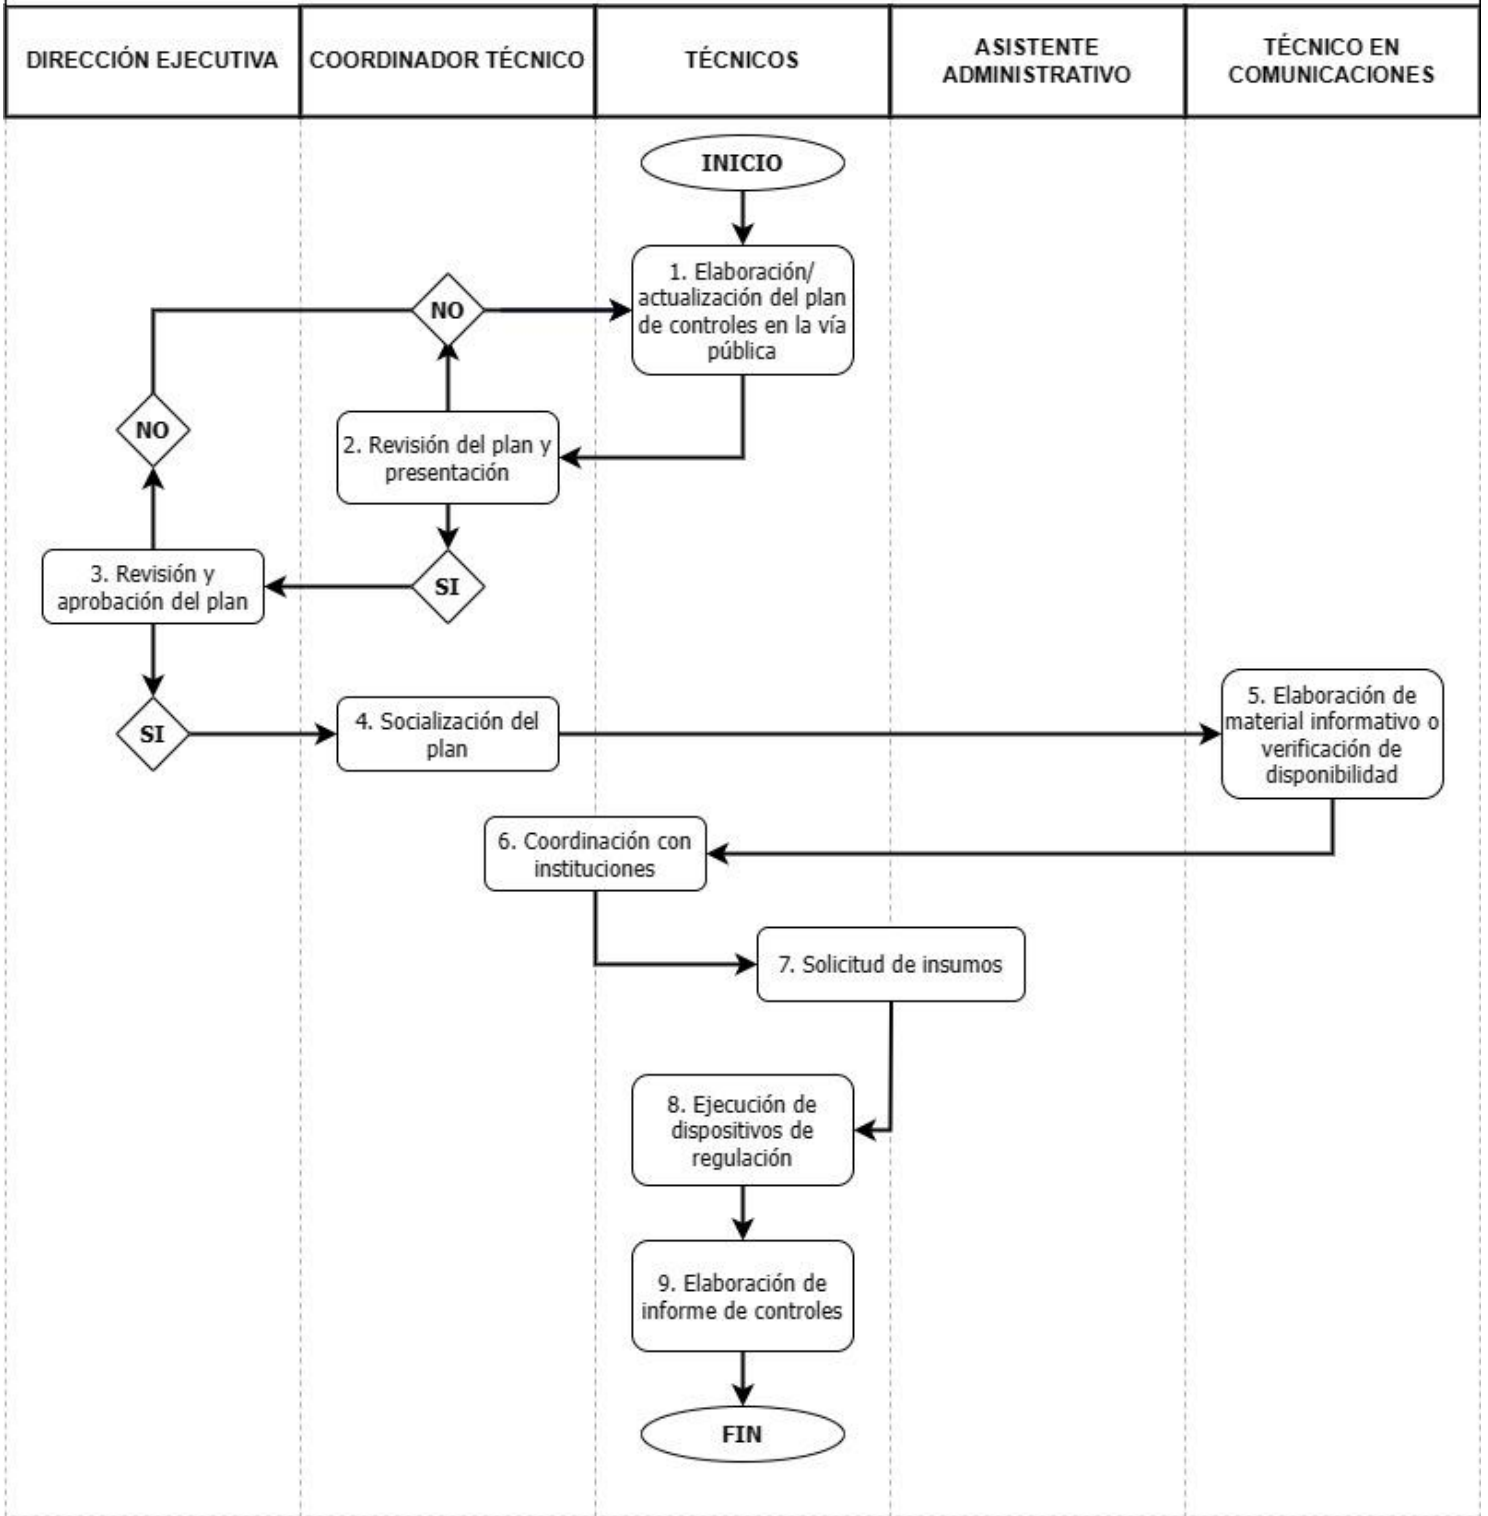 DIRECCIÓN EJECUTIVA
COORDINADOR TÉCNICO
TÉCNICOS
ASISTENTE
ADMINISTRATIVO
TÉCNICO EN
COMUNICACIONES
INICIO
1. Elaboración/
actualización del plan
de controles en la vía
pública
NO
NO
2. Revisión del plan y
presentación
3. Revisión y
aprobación del plan
SI
SI
4. Socialización del
plan
5. Elaboración de
material informativo o
verificación de
disponibilidad
6. Coordinación con
instituciones
7. Solicitud de insumos
8. Ejecución de
dispositivos de
regulación
9. Elaboración de
informe de controles
FIN